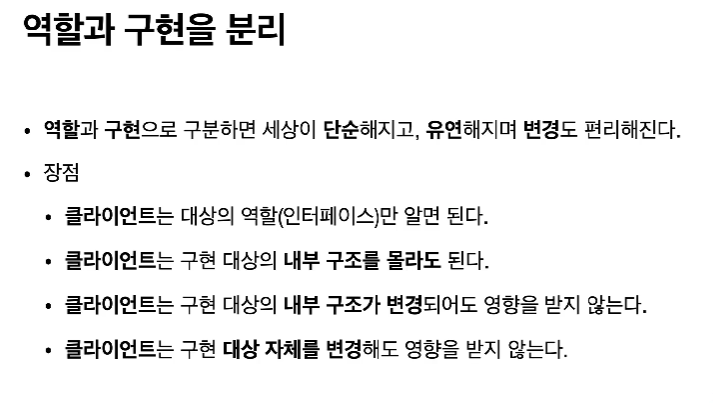 역할과 구현을 분리
• 역할과 구현으로 구분하면 세상이 단순해지고, 유연해지며 변경도 편리해진다.
• 장점
• 클라이언트는 대상의 역할(인터페이스)만 알면 된다.
• 클라이언트는 구현 대상의 내부 구조를 몰라도 된다.
• 클라이언트는 구현 대상의 내부 구조가 변경되어도 영향을 받지 않는다.
• 클라이언트는 구현 대상 자체를 변경해도 영향을 받지 않는다.